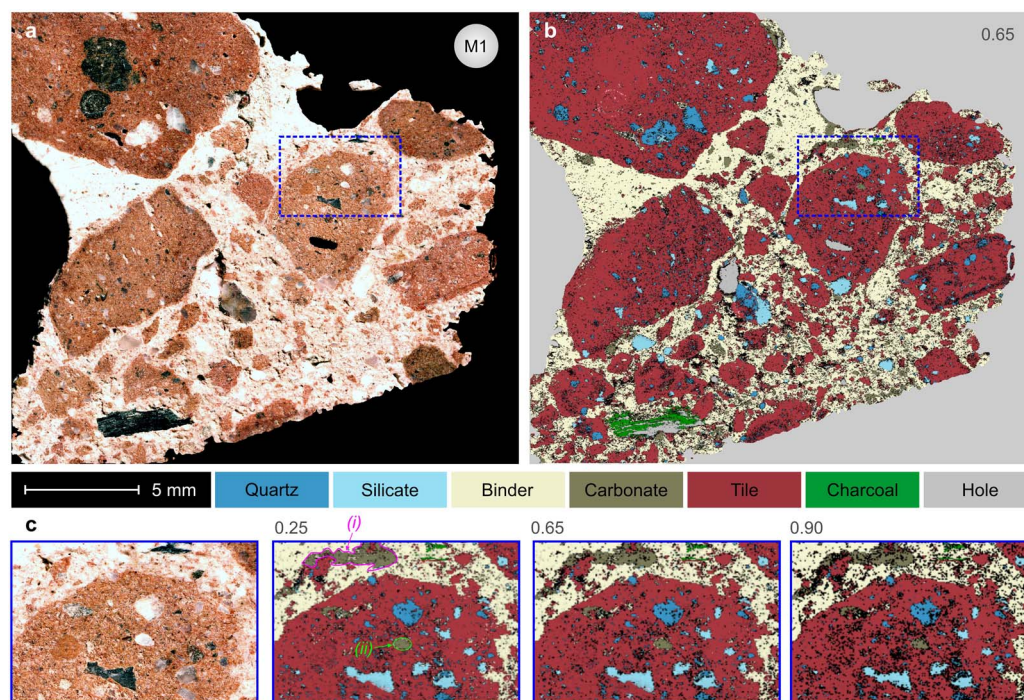 a
M1
b
0.65
5 mm
Quartz
Silicate
Binder
Carbonate
Tile
Charcoal
Hole
c
0.25
(i)
(ii)
0.65
0.90